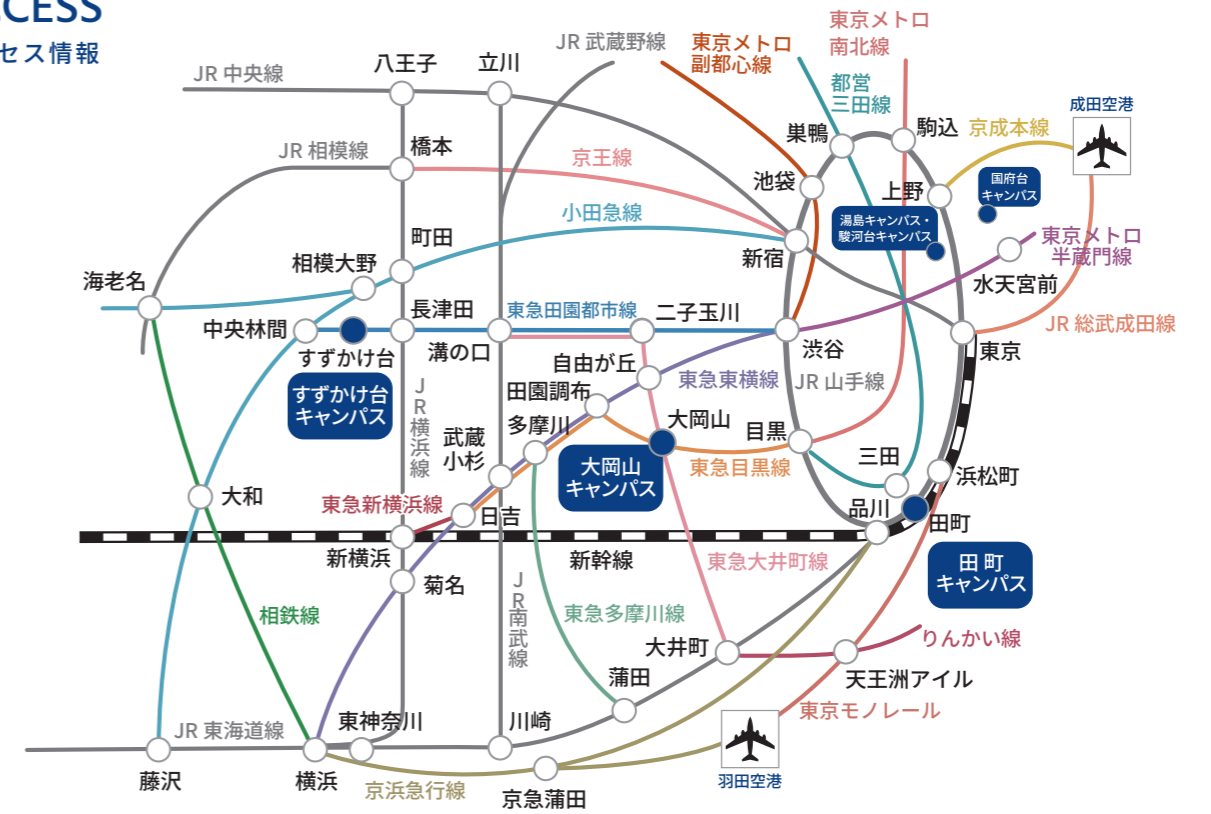 CCESS
セス情報
JR 中央線
八王子
立川
JR 武蔵野線
東京メトロ
副都心線
東京メトロ
南北線
都営
三田線
巣鴨
駒込
京成本線
成田空港
JR 相模線
橋本
京王線
池袋
上野
国府台
キャンパス
湯島キャンパス・
駿河台キャンパス
小田急線
町田
相模大野
新宿
東京メトロ
半蔵門線
水天宮前
海老名
中央林間
長津田
東急田園都市線
二子玉川
渋谷
東京
JR 総武成田線
すずかけ台
すずかけ台
キャンパス
溝の口
自由が丘
東急東横線
JR 山手線
田園調布
JR横浜線
多摩川
大岡山
目黒
武蔵
小杉
大岡山
キャンパス
東急目黒線
三田
浜松町
大和
東急新横浜線
日吉
品川
田町
新横浜
新幹線
東急大井町線
田 町
キャンパス
菊名
JR南武線
相鉄線
東急多摩川線
大井町
りんかい線
天王洲アイル
蒲田
東京モノレール
JR 東海道線
東神奈川
川崎
藤沢
横浜
京浜急行線
京急蒲田
羽田空港